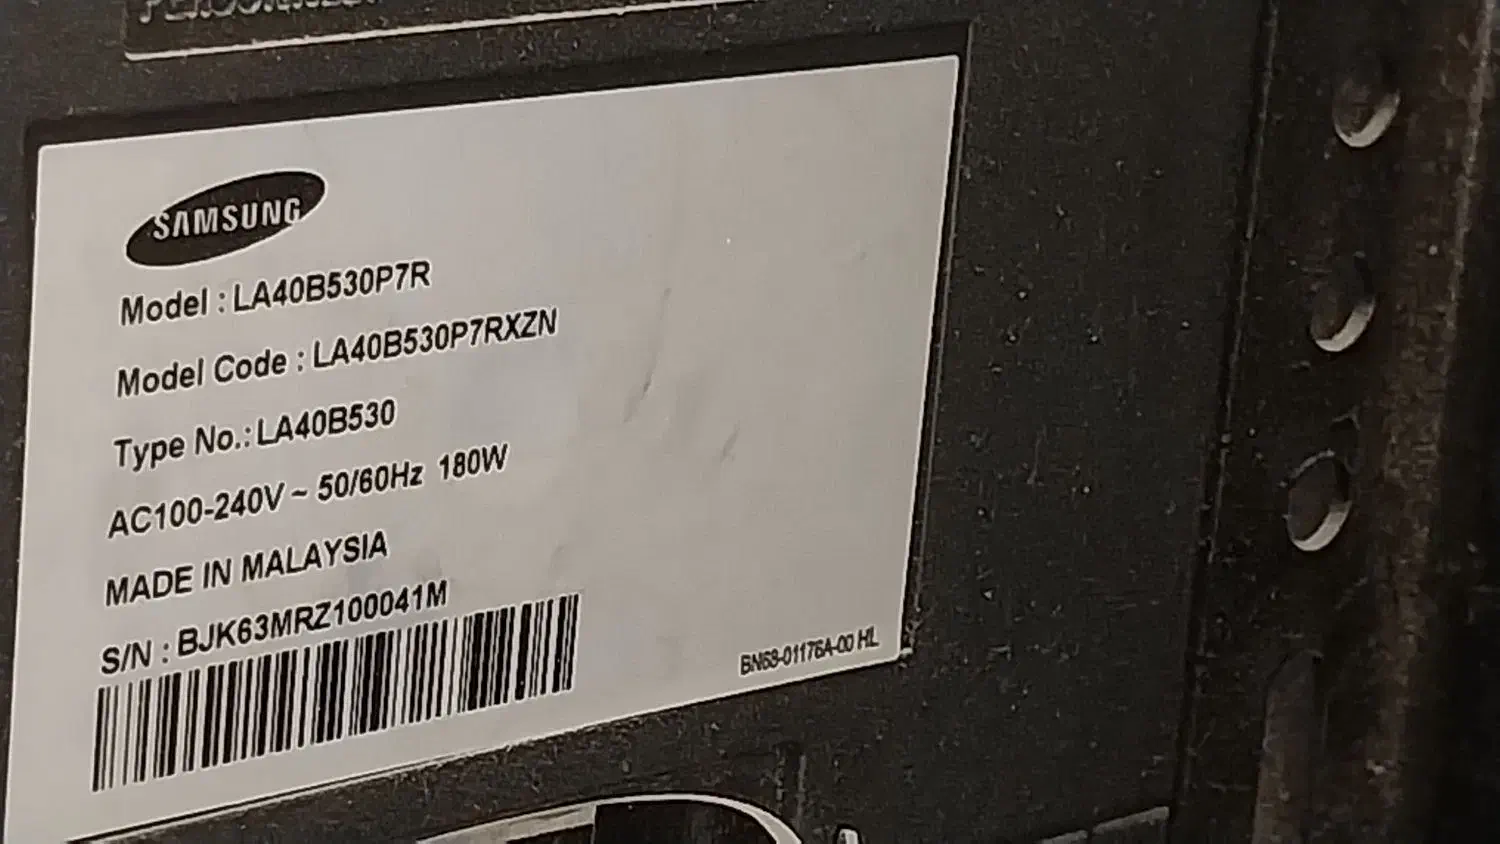 SAMSUNG
Model : LA40B530P7R
Model Code : LA40B530P7RXZN
Type No.: LA40B530
AC100-240V ~ 50/60Hz 180W
MADE IN MALAYSIA
S/N : BJK63MRZ100041M
BN68-01176A-00 HL